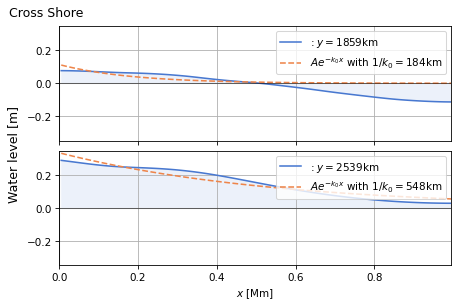 Cross Shore
Water level [m]
0.2
0.0
−0.2
: y = 1859km
Ae^{−k₀x} with 1/k₀ = 184km
0.2
0.0
−0.2
: y = 2539km
Ae^{−k₀x} with 1/k₀ = 548km
0.0 0.2 0.4 0.6 0.8
x [Mm]